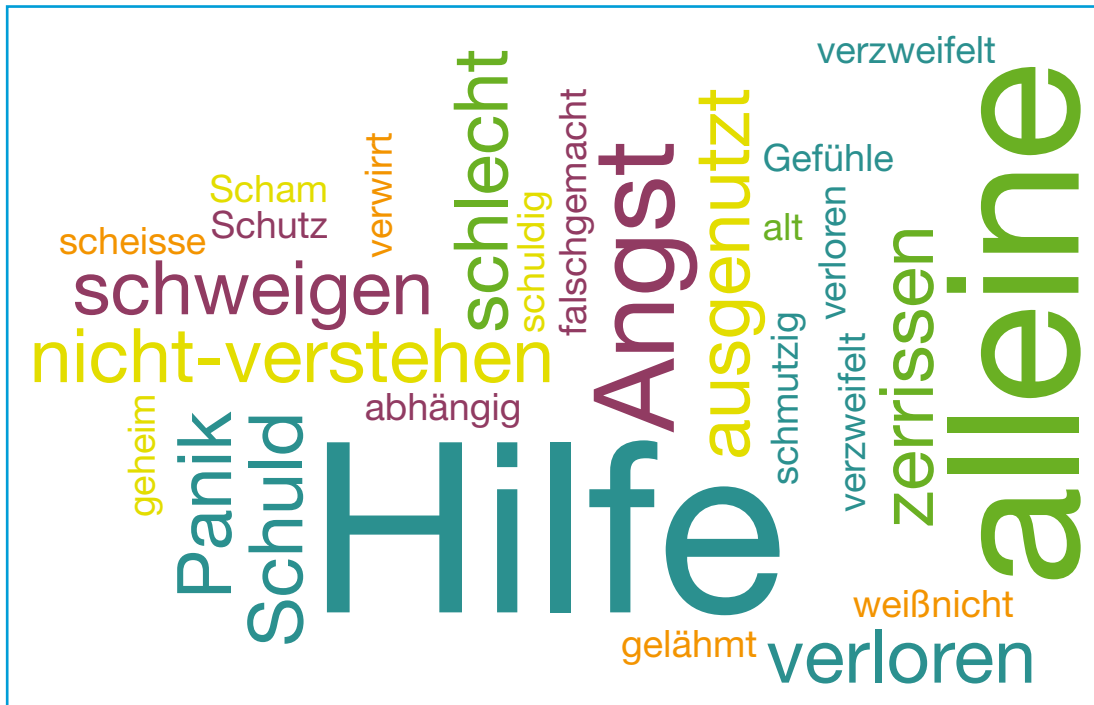 verzweifelt
alleine
schlecht
falschgemacht
Angst
ausgenutzt
Gefühle
verwirrt
Scham
Schutz
scheisse
schuldig
alt
verloren
zerrissen
schweigen
nicht-verstehen
schmutzig
verzweifelt
abhängig
geheim
Panik
Schuld
Hilfe
weißnicht
gelähmt
verloren